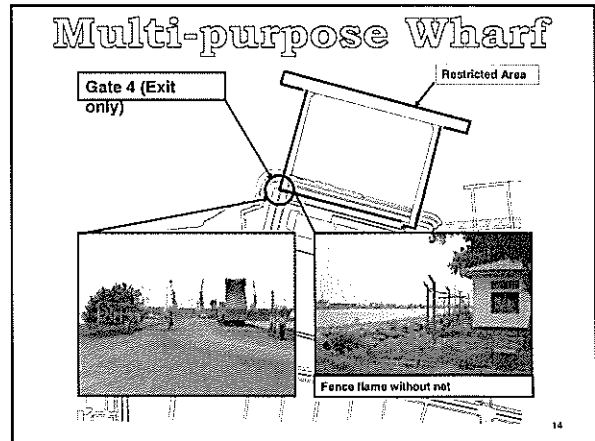 Multi-purpose Wharf
Restricted Area
Gate 4 (Exit
only)
Fence flame without net
14